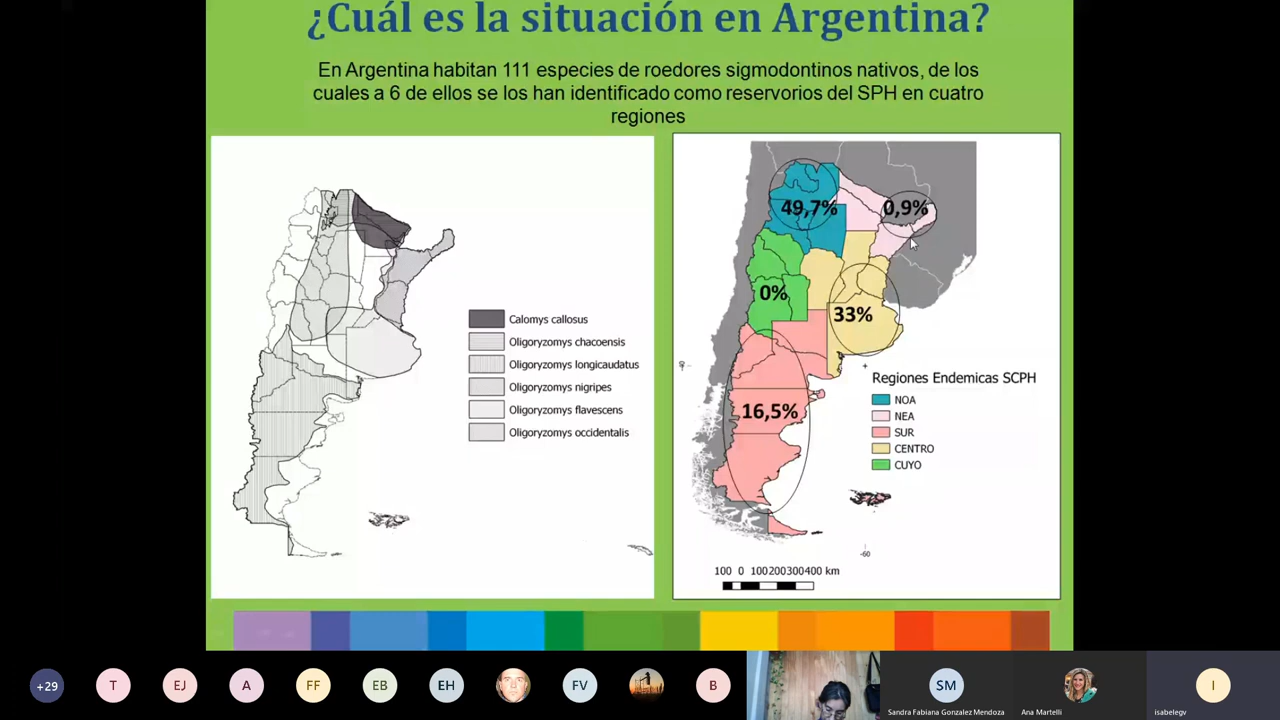 ¿Cuál es la situación en Argentina?
En Argentina habitan 111 especies de roedores sigmodontinos nativos, de los
cuales a 6 de ellos se los han identificado como reservorios del SPH en cuatro
regiones
Calomys callosus
Oligoryzomys chacoensis
Oligoryzomys longicaudatus
Oligoryzomys nigripes
Oligoryzomys flavescens
Oligoryzomys occidentalis
49,7%
0,9%
0%
33%
16,5%
Regiones Endemicas SCPH
NOA
NEA
SUR
CENTRO
CUYO
-60
100 0 100200300400 km
+29
T
EJ
A
FF
EB
EH
FV
B
SM
Sandra Fabiana Gonzalez Mendoza
Ana Martelli
I
isabelegv